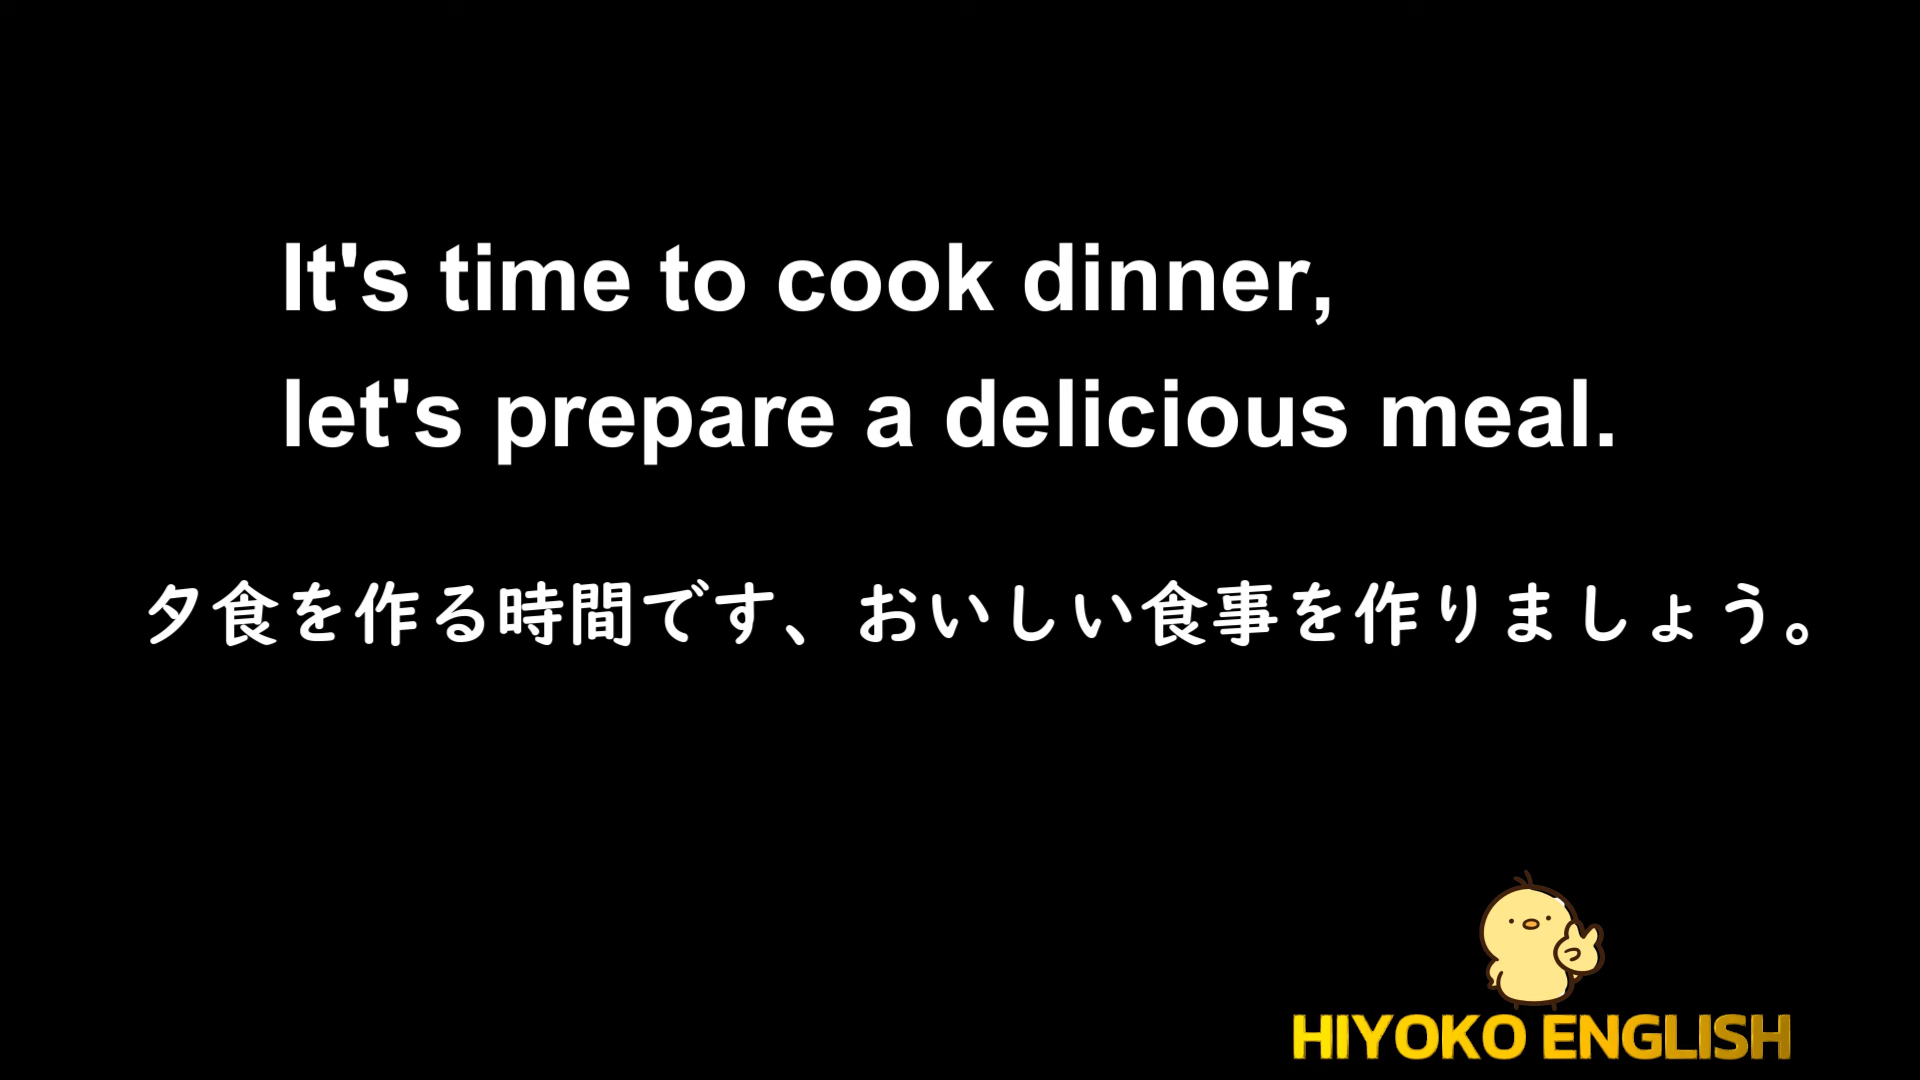 It's time to cook dinner,
let's prepare a delicious meal.
夕食を作る時間です、おいしい食事を作りましょう。
HIYOKO ENGLISH